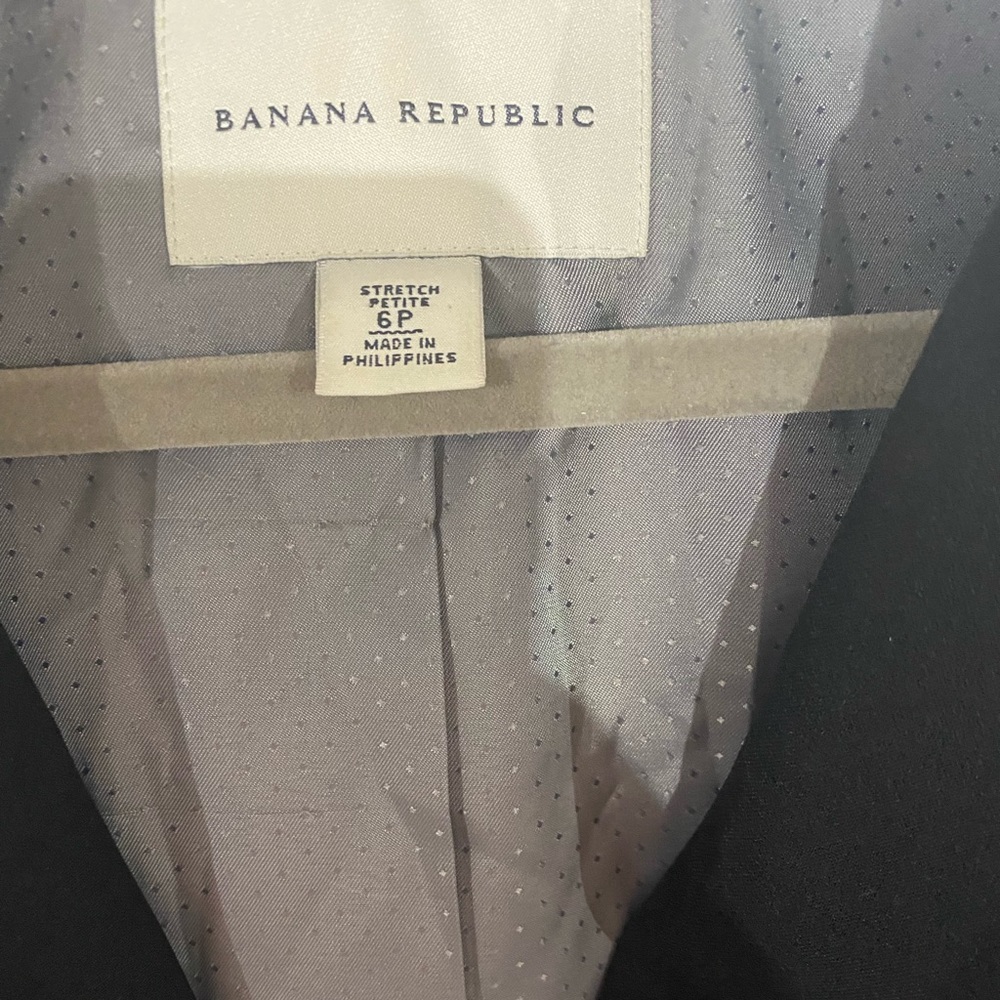 BANANA REPUBLIC
STRETCH
PETITE
6P
MADE IN
PHILIPPINES